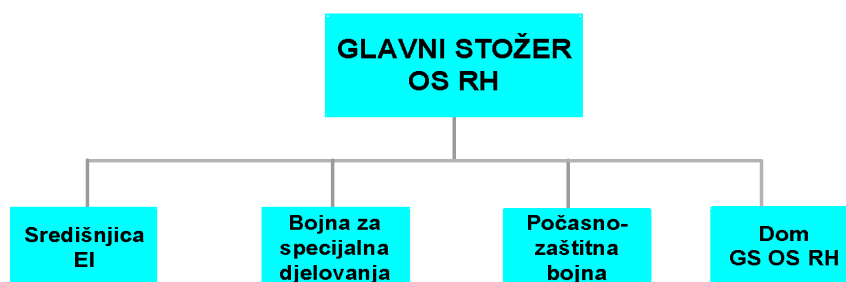 GLAVNI STOŽER
OS RH
Središnjica
EI
Bojna za
specijalna
djelovanja
Počasno-
zaštitna
bojna
Dom
GS OS RH